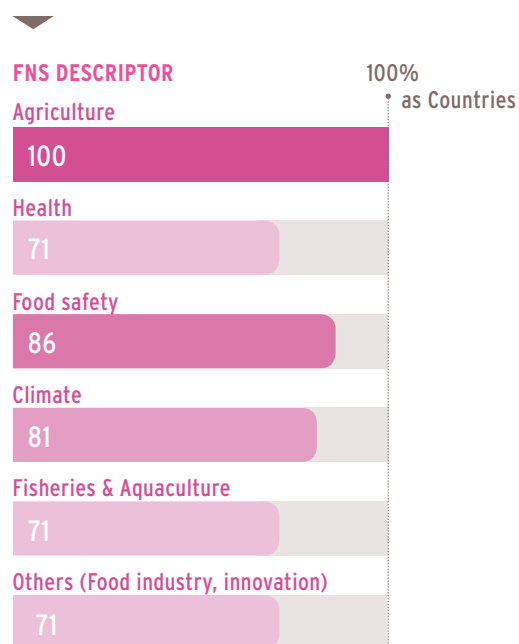 FNS DESCRIPTOR
100%
as Countries
Agriculture
100
Health
71
Food safety
86
Climate
81
Fisheries & Aquaculture
71
Others (Food industry, innovation)
71